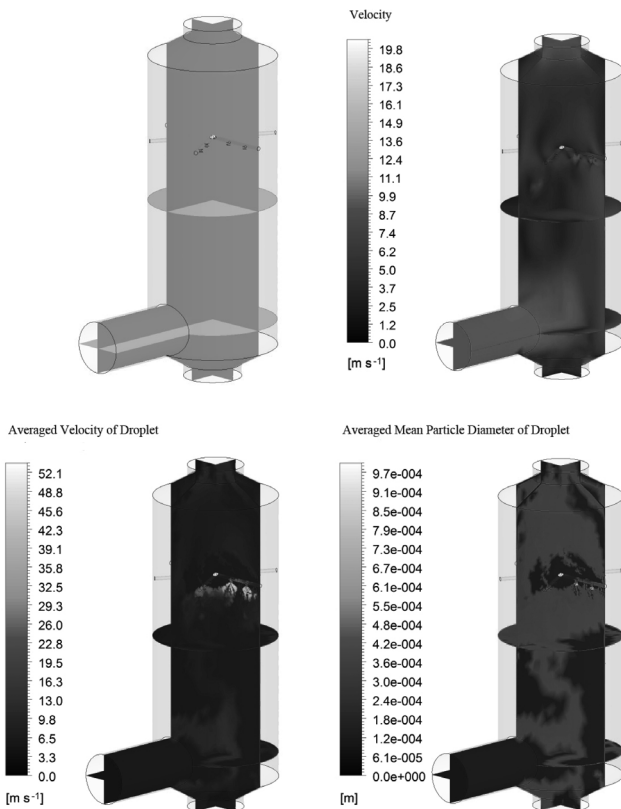 Velocity
19.8
18.6
17.3
16.1
14.9
13.6
12.4
11.1
9.9
8.7
7.4
6.2
5.0
3.7
2.5
1.2
0.0
[m s⁻¹]
Averaged Velocity of Droplet
52.1
48.8
45.6
42.3
39.1
35.8
32.5
29.3
26.0
22.8
19.5
16.3
13.0
9.8
6.5
3.3
0.0
[m s⁻¹]
Averaged Mean Particle Diameter of Droplet
9.7e-004
9.1e-004
8.5e-004
7.9e-004
7.3e-004
6.7e-004
6.1e-004
5.5e-004
4.8e-004
4.2e-004
3.6e-004
3.0e-004
2.4e-004
1.8e-004
1.2e-004
6.1e-005
0.0e+000
[m]